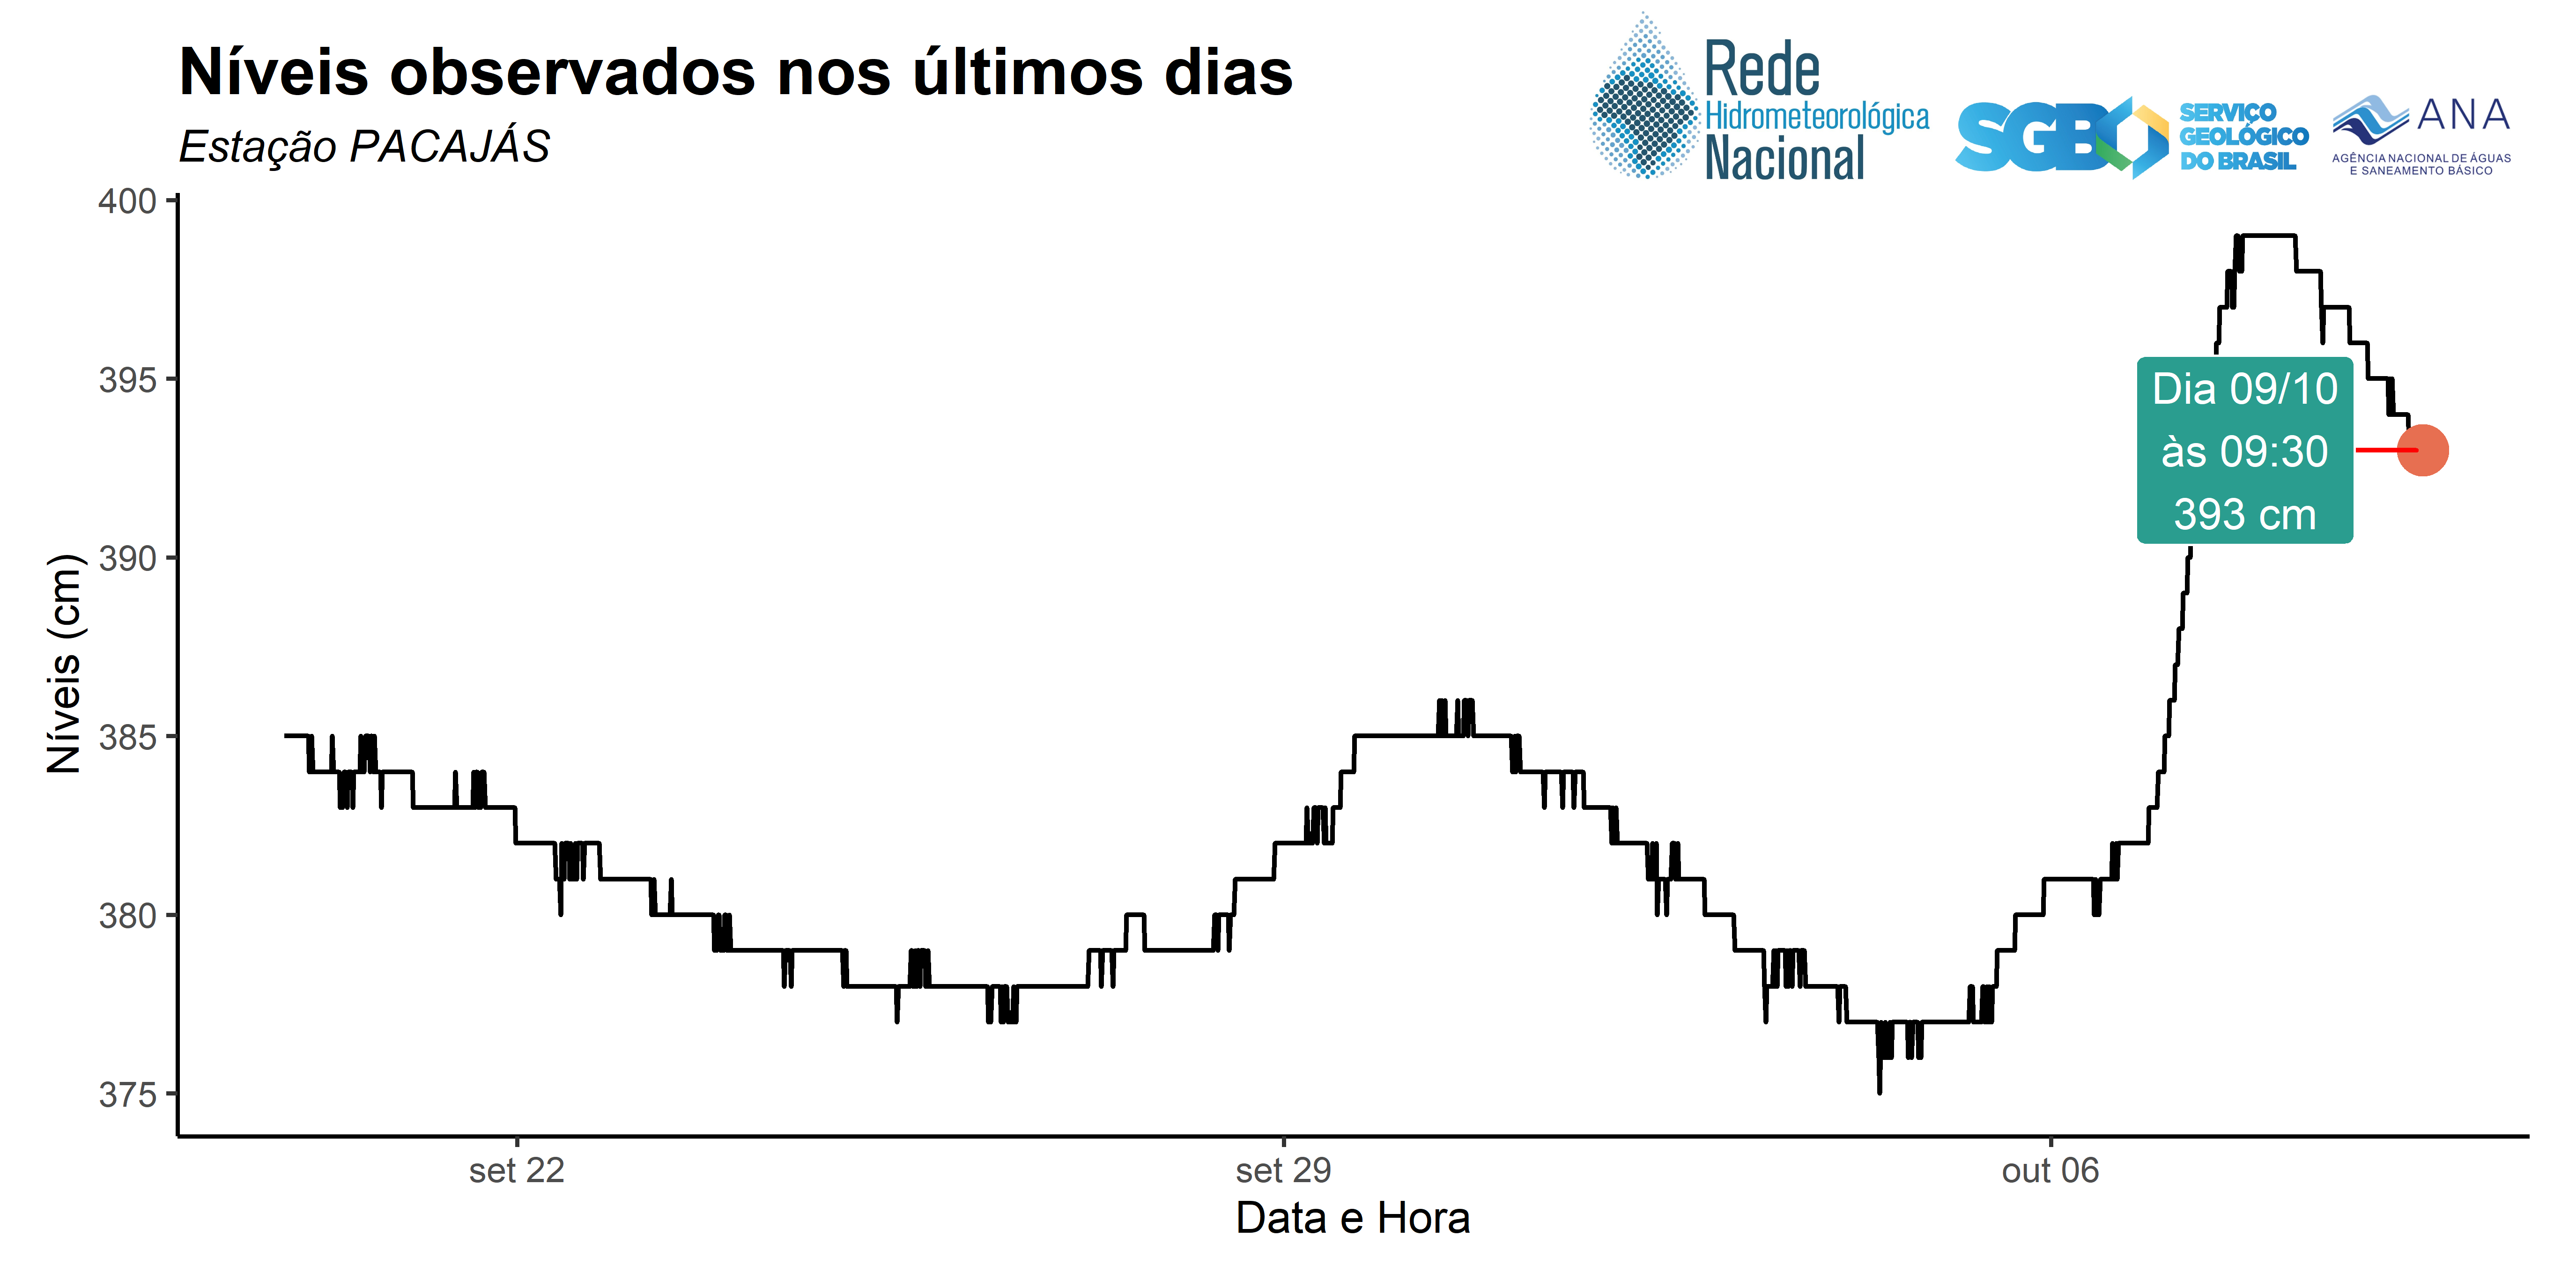 Níveis observados nos últimos dias
Estação PACAJÁS
Rede
Hidrometeorológica
Nacional
SGB
SERVIÇO
GEOLÓGICO
DO BRASIL
ANA
AGÊNCIA NACIONAL DE ÁGUAS
E SANEAMENTO BÁSICO
400
395
390
385
380
375
Níveis (cm)
Dia 09/10
às 09:30
393 cm
set 22
set 29
out 06
Data e Hora